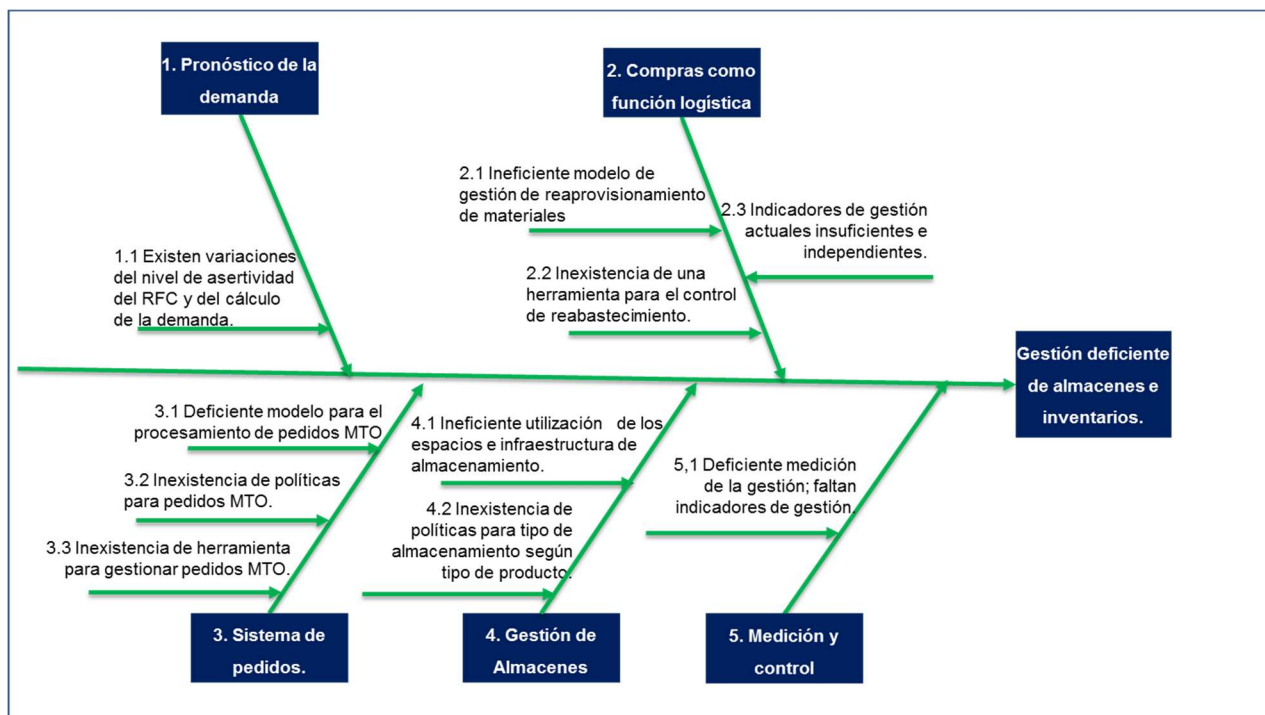 1. Pronóstico de la
demanda
2. Compras como
función logística
2.1 Ineficiente modelo de
gestión de reaprovisionamiento
de materiales
2.3 Indicadores de gestión
actuales insuficientes e
independientes.
1.1 Existen variaciones
del nivel de asertividad
del RFC y del cálculo
de la demanda.
2.2 Inexistencia de una
herramienta para el control
de reabastecimiento.
Gestión deficiente
de almacenes e
inventarios.
3.1 Deficiente modelo para el
procesamiento de pedidos MTO
4.1 Ineficiente utilización de los
espacios e infraestructura de
almacenamiento.
5,1 Deficiente medición
de la gestión; faltan
indicadores de gestión.
3.2 Inexistencia de políticas
para pedidos MTO.
4.2 Inexistencia de
políticas para tipo de
almacenamiento según
tipo de producto.
3.3 Inexistencia de herramienta
para gestionar pedidos MTO.
3. Sistema de
pedidos.
4. Gestión de
Almacenes
5. Medición y
control